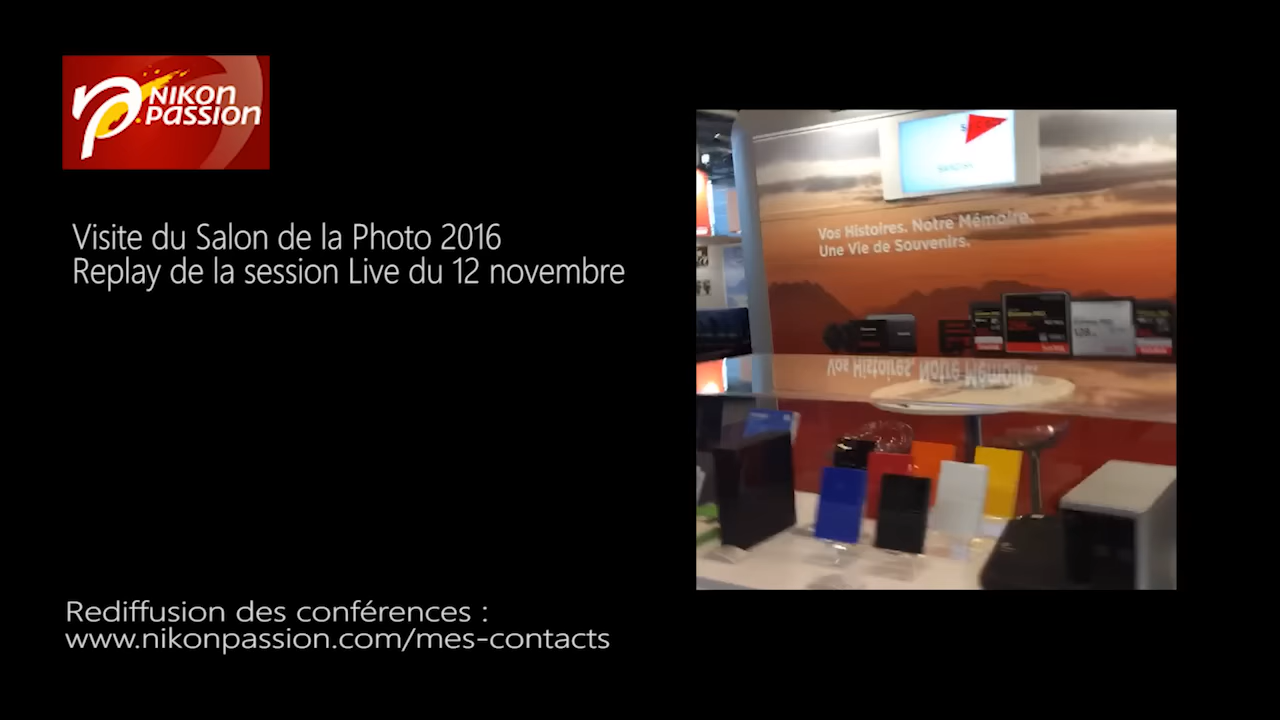 NIKON
PASSION
Visite du Salon de la Photo 2016
Replay de la session Live du 12 novembre
Vos Histoires. Notre Mémoire.
Une Vie de Souvenirs.
Rediffusion des conférences :
www.nikonpassion.com/mes-contacts